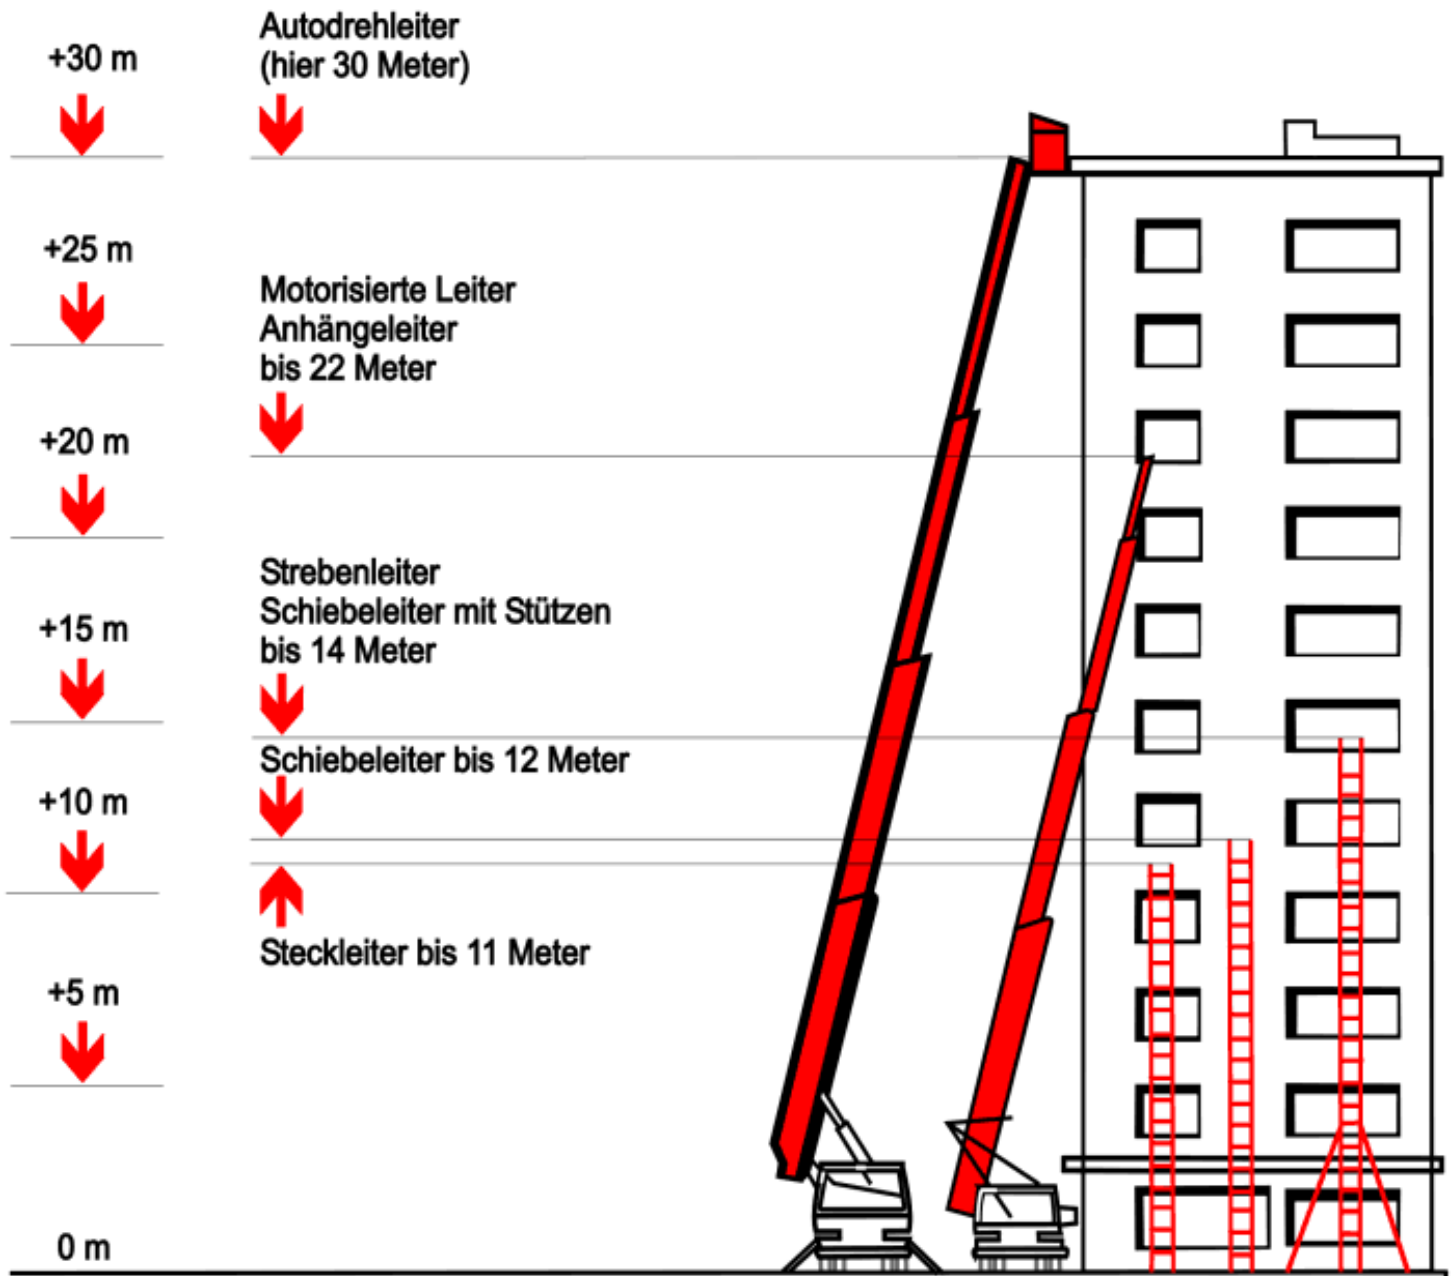 +30 m
Autodrehleiter
(hier 30 Meter)
+25 m
Motorisierte Leiter
Anhängeleiter
bis 22 Meter
+20 m
Strebenleiter
Schiebeleiter mit Stützen
bis 14 Meter
+15 m
Schiebeleiter bis 12 Meter
+10 m
Steckleiter bis 11 Meter
+5 m
0 m